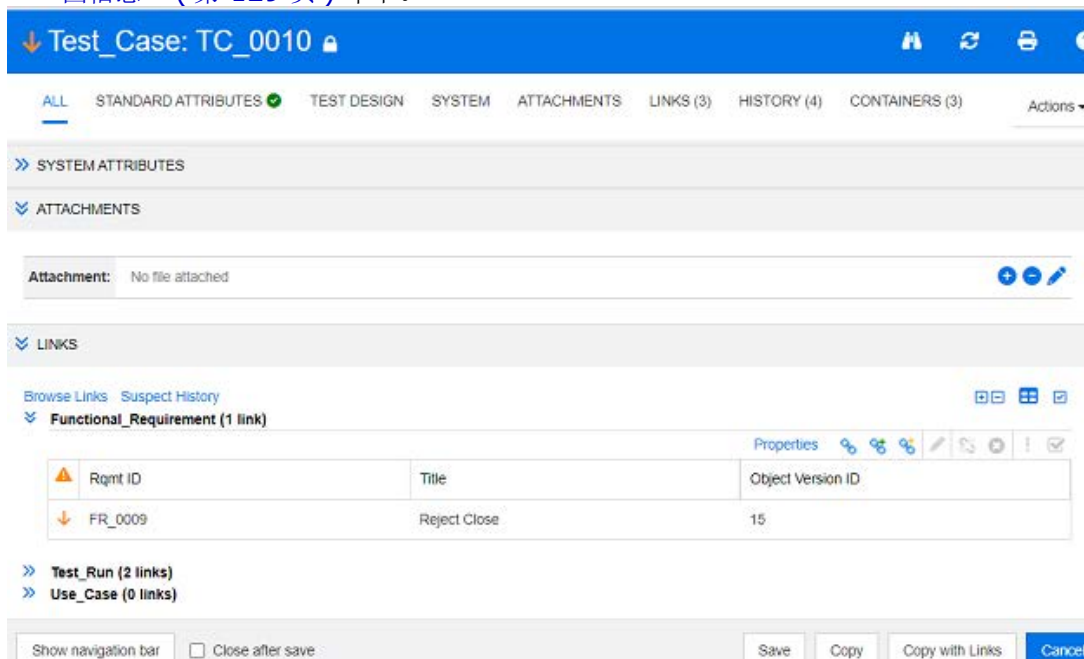 Test_Case: TC_0010
ALL STANDARD ATTRIBUTES TEST DESIGN SYSTEM ATTACHMENTS LINKS (3) HISTORY (4) CONTAINERS (3) Actions
SYSTEM ATTRIBUTES
ATTACHMENTS
Attachment: No file attached
LINKS
Browse Links Suspect History
Functional_Requirement (1 link)
Properties
Rqmt ID Title Object Version ID
FR_0009 Reject Close 15
Test_Run (2 links)
Use_Case (0 links)
Show navigation bar Close after save Save Copy Copy with Links Cancel